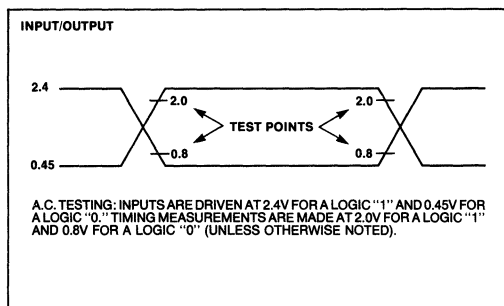 INPUT/OUTPUT
2.4
2.0
2.0
TEST POINTS
0.8
0.8
0.45
A.C. TESTING: INPUTS ARE DRIVEN AT 2.4V FOR A LOGIC "1" AND 0.45V FOR
A LOGIC "0." TIMING MEASUREMENTS ARE MADE AT 2.0V FOR A LOGIC "1"
AND 0.8V FOR A LOGIC "0" (UNLESS OTHERWISE NOTED).